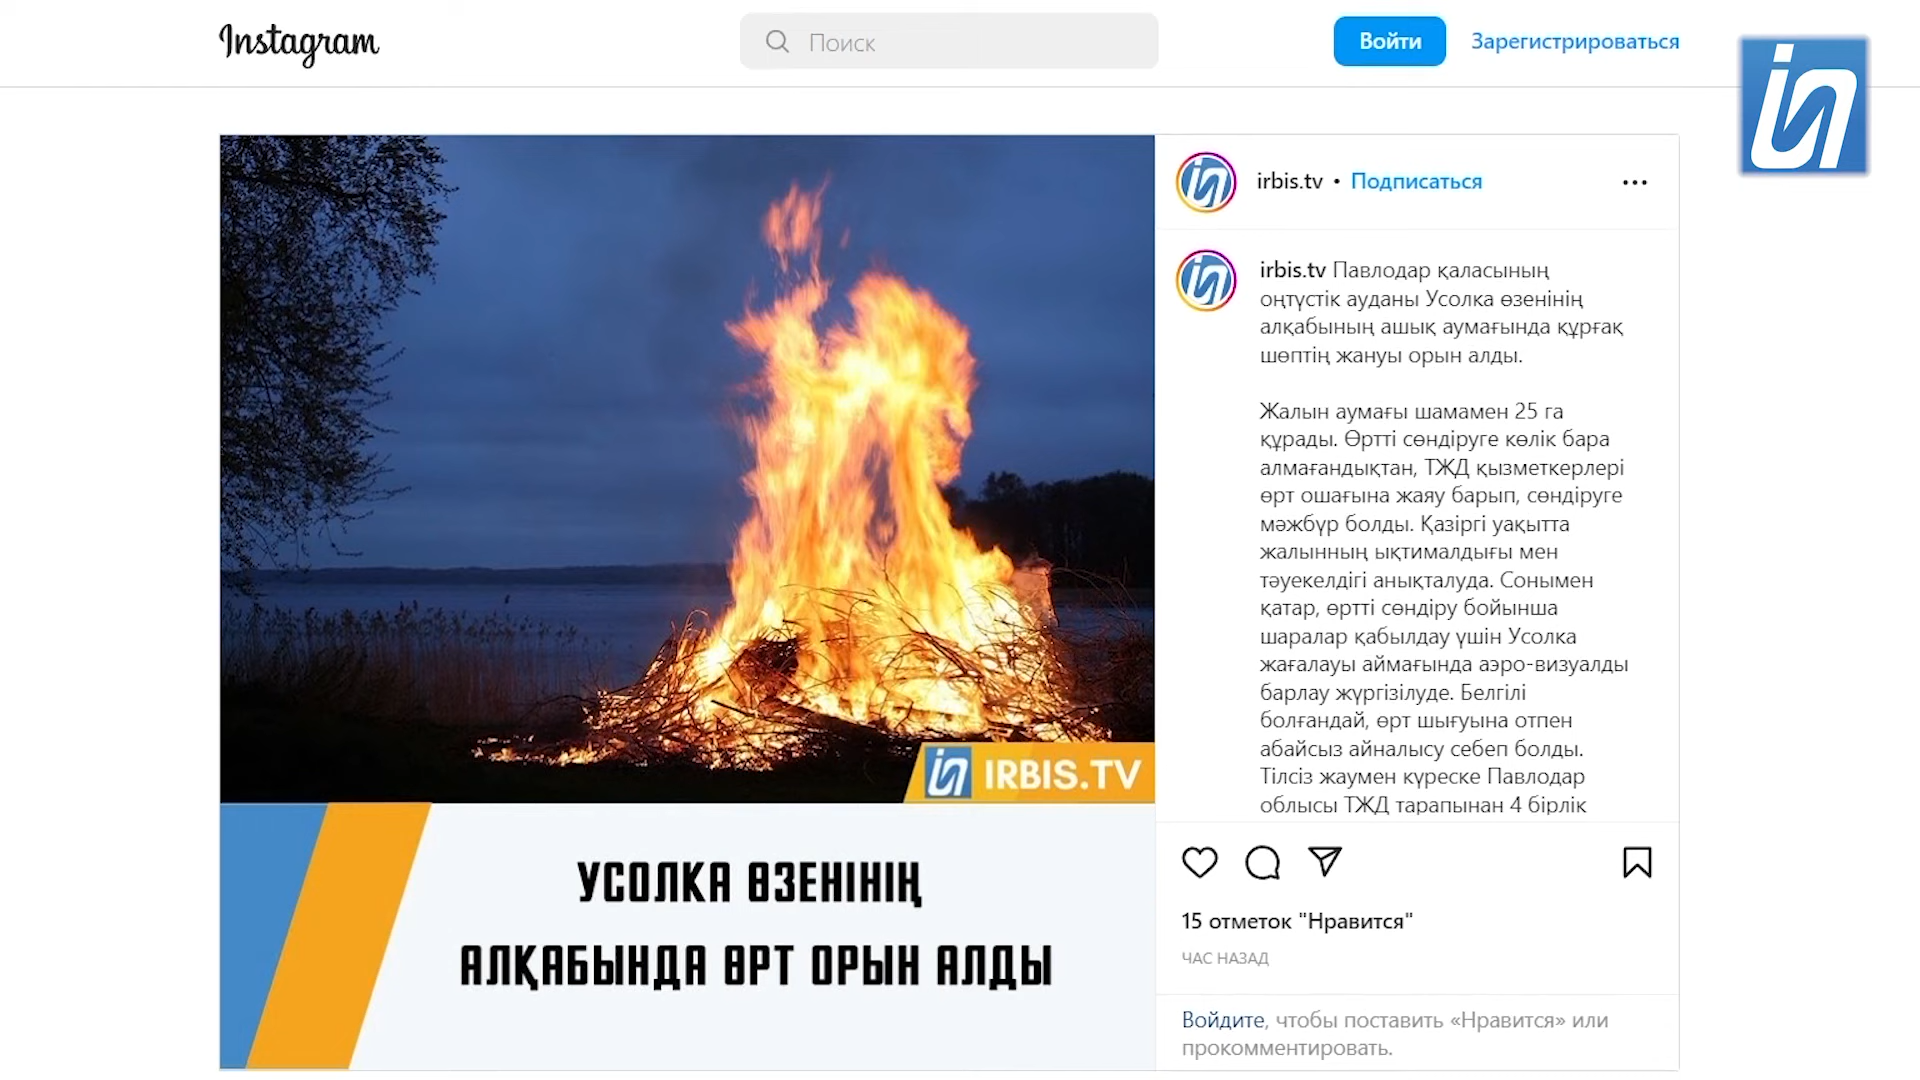 Instagram
Поиск
Войти
Зарегистрироваться
irbis.tv • Подписаться
irbis.tv Павлодар қаласының
оңтүстік ауданы Усолка өзенінің
алқабының ашық аумағында құрғақ
шөптің жануы орын алды.
Жалын аумағы шамамен 25 га
құрады. Өртті сөндіруге көлік бара
алмағандықтан, ТЖД қызметкерлері
өрт ошағына жаяу барып, сөндіруге
мәжбүр болды. Қазіргі уақытта
жалынның ықтималдығы мен
тәуекелдігі анықталуда. Сонымен
қатар, өртті сөндіру бойынша
шаралар қабылдау үшін Усолка
жағалауы аймағында аэро-визуалды
барлау жүргізілуде. Белгілі
болғандай, өрт шығуына отпен
абайсыз айналысу себеп болды.
Тілсіз жаумен күреске Павлодар
облысы ТЖД тарапынан 4 бірлік
IRBIS.TV
УСОЛКА ӨЗЕНІНІҢ
АЛҚАБЫНДА ӨРТ ОРЫН АЛДЫ
15 отметок "Нравится"
ЧАС НАЗАД
Войдите, чтобы поставить «Нравится» или
прокомментировать.